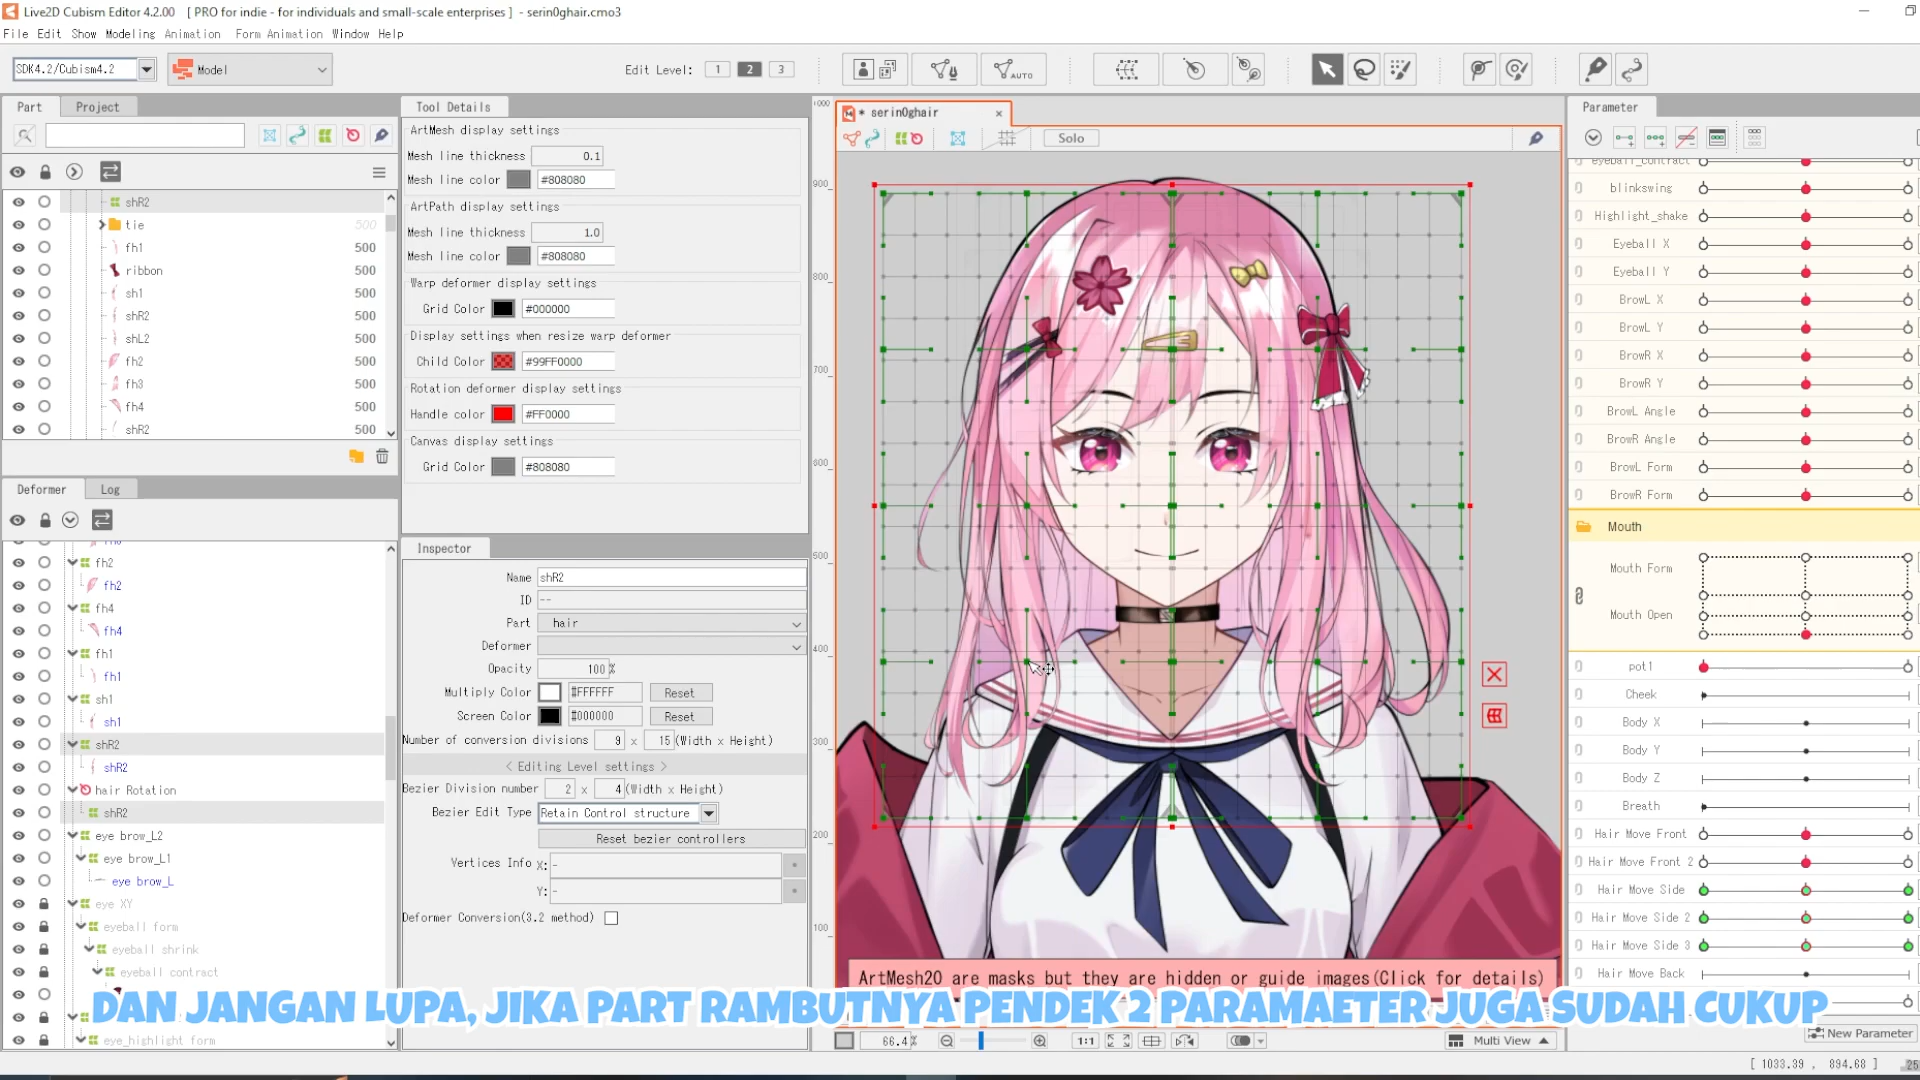 Live2D Cubism Editor 4.2.00 [ PRO for indie - for individuals and small-scale enterprises ] - serin0ghair.cmo3
File Edit Show Modeling Animation Form Animation Window Help
SDK4.2/Cubism4.2 Model Edit Level: 1 2 3 AUTO
Part Project
shR2
tie 500
fh1 500
ribbon 500
sh1 500
shR2 500
shL2 500
fh2 500
fh3 500
fh4 500
shR2 500
Deformer Log
fh2
fh2
fh4
fh4
fh1
fh1
sh1
sh1
shR2
shR2
hair Rotation
shR2
eye brow_L2
eye brow_L1
eye brow_L
eye XY
eyeball form
eyeball shrink
eyeball contract
eye_highlight form
Tool Details
ArtMesh display settings
Mesh line thickness 0.1
Mesh line color #808080
ArtPath display settings
Mesh line thickness 1.0
Mesh line color #808080
Warp deformer display settings
Grid Color #000000
Display settings when resize warp deformer
Child Color #99FF0000
Rotation deformer display settings
Handle color #FF0000
Canvas display settings
Grid Color #808080
Inspector
Name shR2
ID --
Part hair
Deformer
Opacity 100 %
Multiply Color #FFFFFF Reset
Screen Color #000000 Reset
Number of conversion divisions 9 x 15 (Width x Height)
< Editing Level settings >
Bezier Division number 2 x 4 (Width x Height)
Bezier Edit Type Retain Control structure
Reset bezier controllers
Vertices Info X: -
Y: -
Deformer Conversion(3.2 method)
* serin0ghair ×
Solo
900
800
700
600
500
400
300
200
100
ArtMesh20 are masks but they are hidden or guide images(Click for details)
66.4% 1:1 Multi View
Parameter
eyeball_contract
blinkswing
Highlight_shake
Eyeball X
Eyeball Y
BrowL X
BrowL Y
BrowR X
BrowR Y
BrowL Angle
BrowR Angle
BrowL Form
BrowR Form
Mouth
Mouth Form
Mouth Open
pot1
Cheek
Body X
Body Y
Body Z
Breath
Hair Move Front
Hair Move Front 2
Hair Move Side
Hair Move Side 2
Hair Move Side 3
Hair Move Back
New Parameter
[ 1033.39 , 894.68 ]
DAN JANGAN LUPA, JIKA PART RAMBUTNYA PENDEK 2 PARAMAETER JUGA SUDAH CUKUP